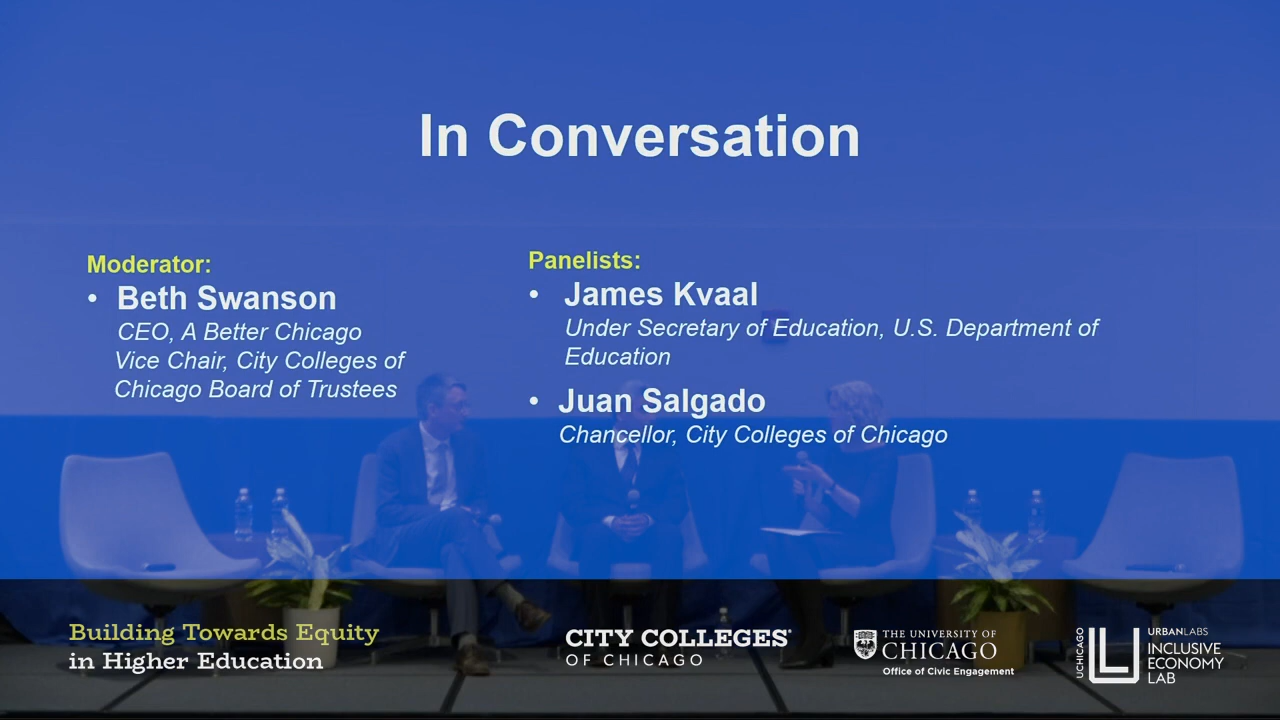 In Conversation
Moderator:
• Beth Swanson
CEO, A Better Chicago
Vice Chair, City Colleges of
Chicago Board of Trustees
Panelists:
• James Kvaal
Under Secretary of Education, U.S. Department of
Education
• Juan Salgado
Chancellor, City Colleges of Chicago
Building Towards Equity
in Higher Education
CITY COLLEGES®
OF CHICAGO
THE UNIVERSITY OF
CHICAGO
Office of Civic Engagement
UCHICAGO
URBANLABS
INCLUSIVE
ECONOMY
LAB